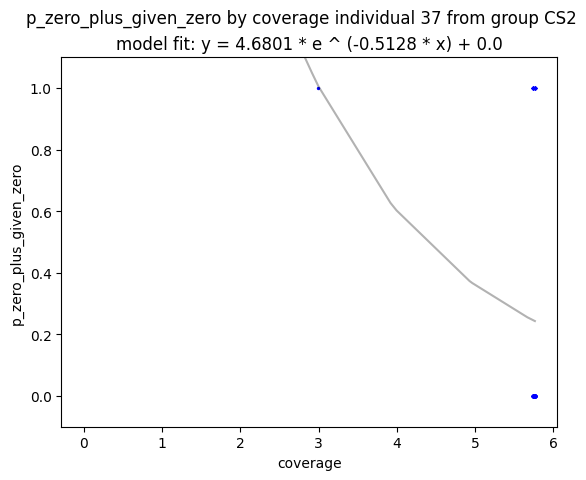 p_zero_plus_given_zero by coverage individual 37 from group CS2
model fit: y = 4.6801 * e ^ (-0.5128 * x) + 0.0
1.0
0.8
0.6
0.4
0.2
0.0
p_zero_plus_given_zero
0 1 2 3 4 5 6
coverage